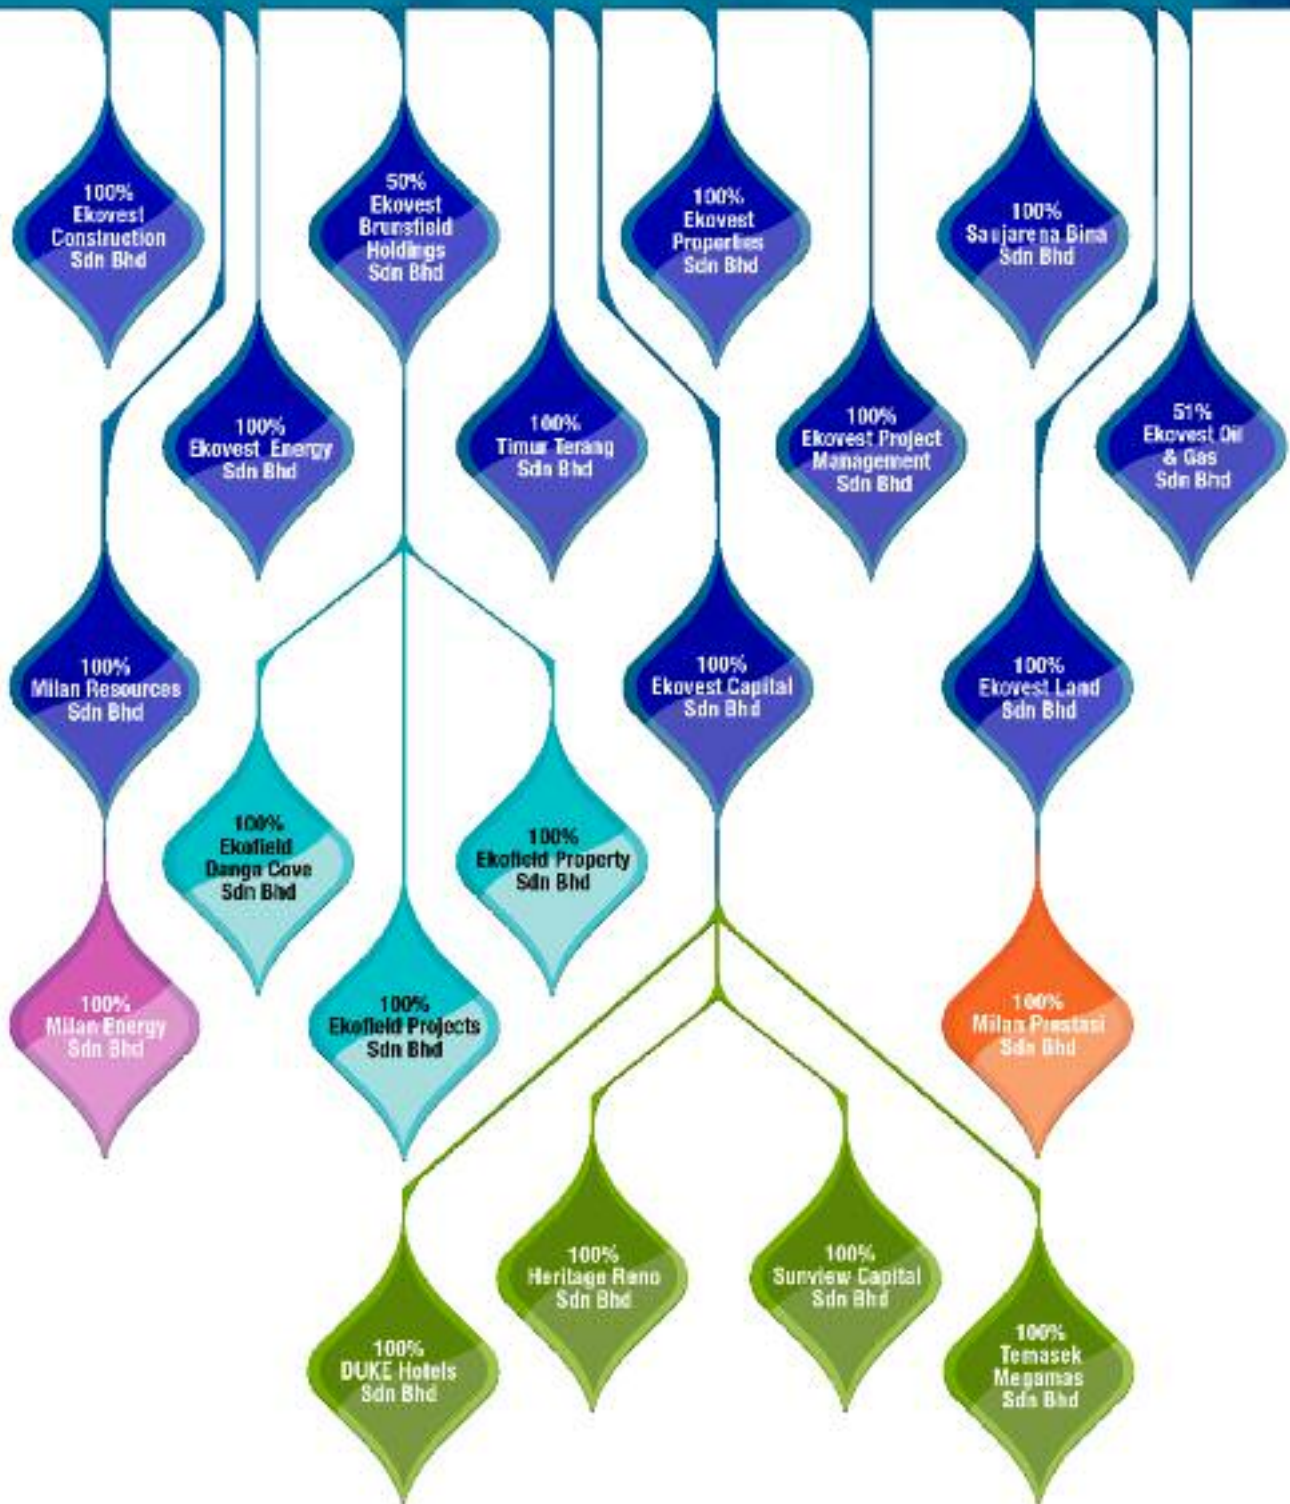 100%
Ekovest
Construction
Sdn Bhd
50%
Ekovest
Brunsfield
Holdings
Sdn Bhd
100%
Ekovest
Properties
Sdn Bhd
100%
Saujarena Bina
Sdn Bhd
100%
Ekovest Energy
Sdn Bhd
100%
Timur Terang
Sdn Bhd
100%
Ekovest Project
Management
Sdn Bhd
51%
Ekovest Oil
& Gas
Sdn Bhd
100%
Milan Resources
Sdn Bhd
100%
Ekovest Capital
Sdn Bhd
100%
Ekovest Land
Sdn Bhd
100%
Ekofield
Danga Cove
Sdn Bhd
100%
Ekofield Property
Sdn Bhd
100%
Milan Energy
Sdn Bhd
100%
Ekofield Projects
Sdn Bhd
100%
Milan Prestasi
Sdn Bhd
100%
Heritage Reno
Sdn Bhd
100%
Sunview Capital
Sdn Bhd
100%
DUKE Hotels
Sdn Bhd
100%
Temasek
Megamas
Sdn Bhd